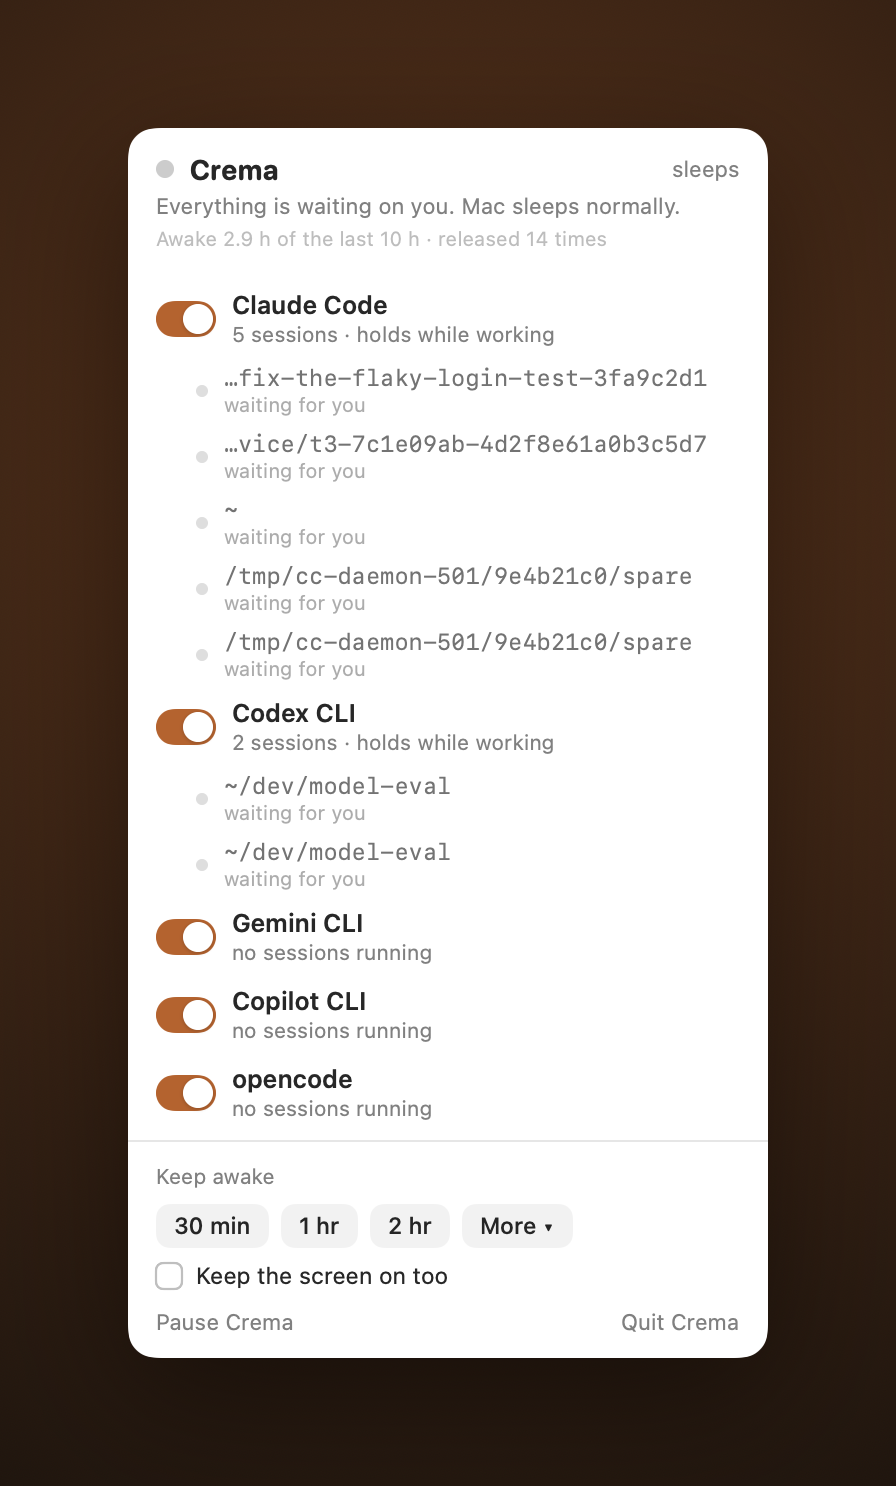 Crema
sleeps
Everything is waiting on you. Mac sleeps normally.
Awake 2.9 h of the last 10 h · released 14 times
Claude Code
5 sessions · holds while working
…fix-the-flaky-login-test-3fa9c2d1
waiting for you
…vice/t3-7c1e09ab-4d2f8e61a0b3c5d7
waiting for you
~
waiting for you
/tmp/cc-daemon-501/9e4b21c0/spare
waiting for you
/tmp/cc-daemon-501/9e4b21c0/spare
waiting for you
Codex CLI
2 sessions · holds while working
~/dev/model-eval
waiting for you
~/dev/model-eval
waiting for you
Gemini CLI
no sessions running
Copilot CLI
no sessions running
opencode
no sessions running
Keep awake
30 min 1 hr 2 hr More ▾
Keep the screen on too
Pause Crema
Quit Crema